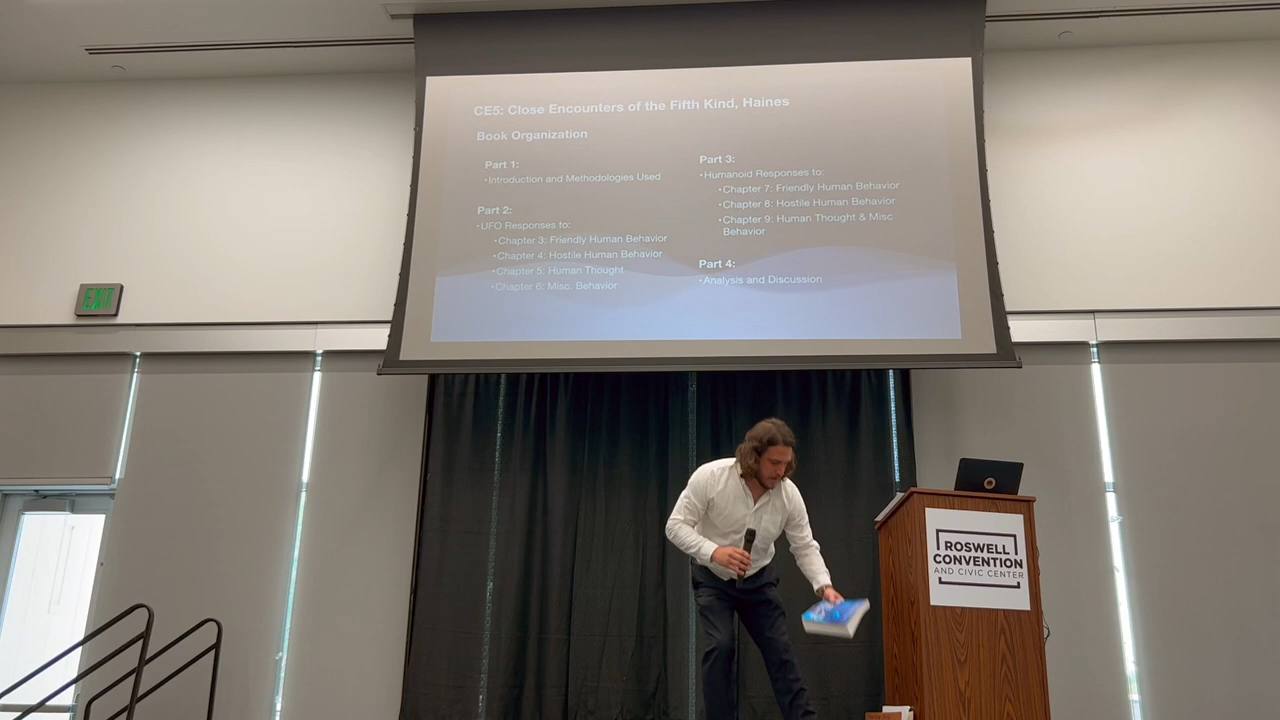 CE5: Close Encounters of the Fifth Kind, Haines
Book Organization
Part 1:
•Introduction and Methodologies Used
Part 2:
•UFO Responses to:
•Chapter 3: Friendly Human Behavior
•Chapter 4: Hostile Human Behavior
•Chapter 5: Human Thought
•Chapter 6: Misc. Behavior
Part 3:
•Humanoid Responses to:
•Chapter 7: Friendly Human Behavior
•Chapter 8: Hostile Human Behavior
•Chapter 9: Human Thought & Misc
Behavior
Part 4:
•Analysis and Discussion
EXIT
ROSWELL
CONVENTION
AND CIVIC CENTER